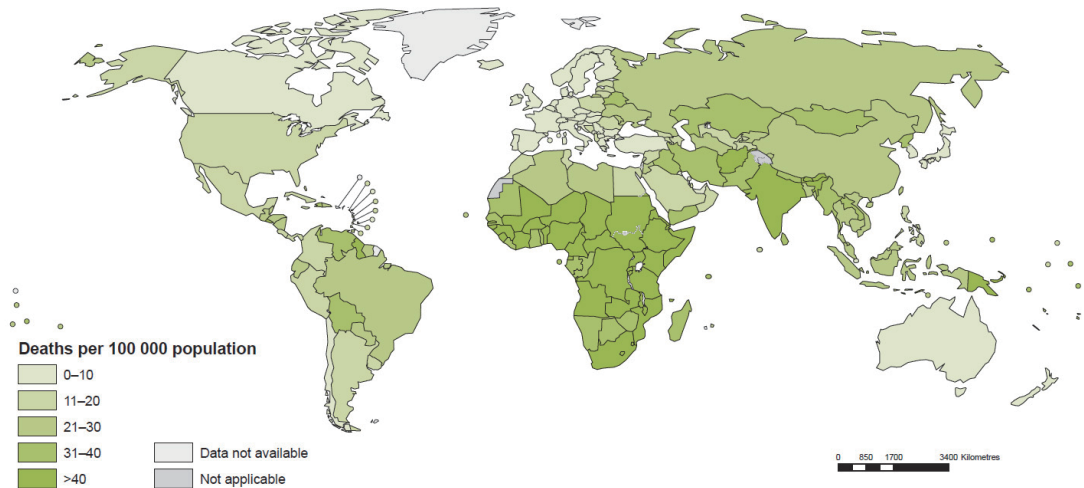 Deaths per 100 000 population
0–10
11–20
21–30
31–40
>40
Data not available
Not applicable
0 850 1700 3400 Kilometres